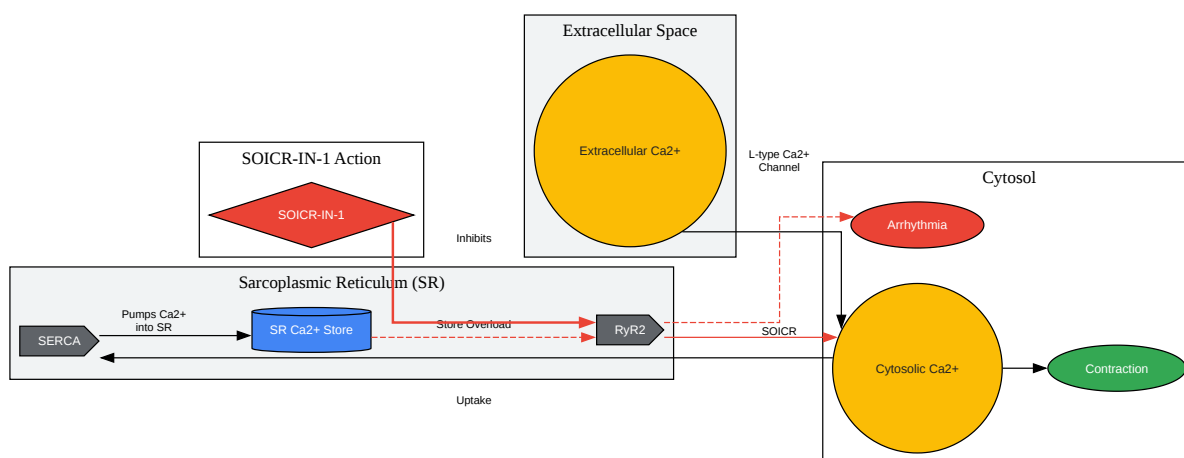 Extracellular Space
Extracellular Ca2+
L-type Ca2+
Channel
SOICR-IN-1 Action
SOICR-IN-1
Inhibits
Cytosol
Arrhythmia
Sarcoplasmic Reticulum (SR)
Pumps Ca2+
into SR
SERCA
SR Ca2+ Store
Store Overload
RyR2
SOICR
Cytosolic Ca2+
Contraction
Uptake